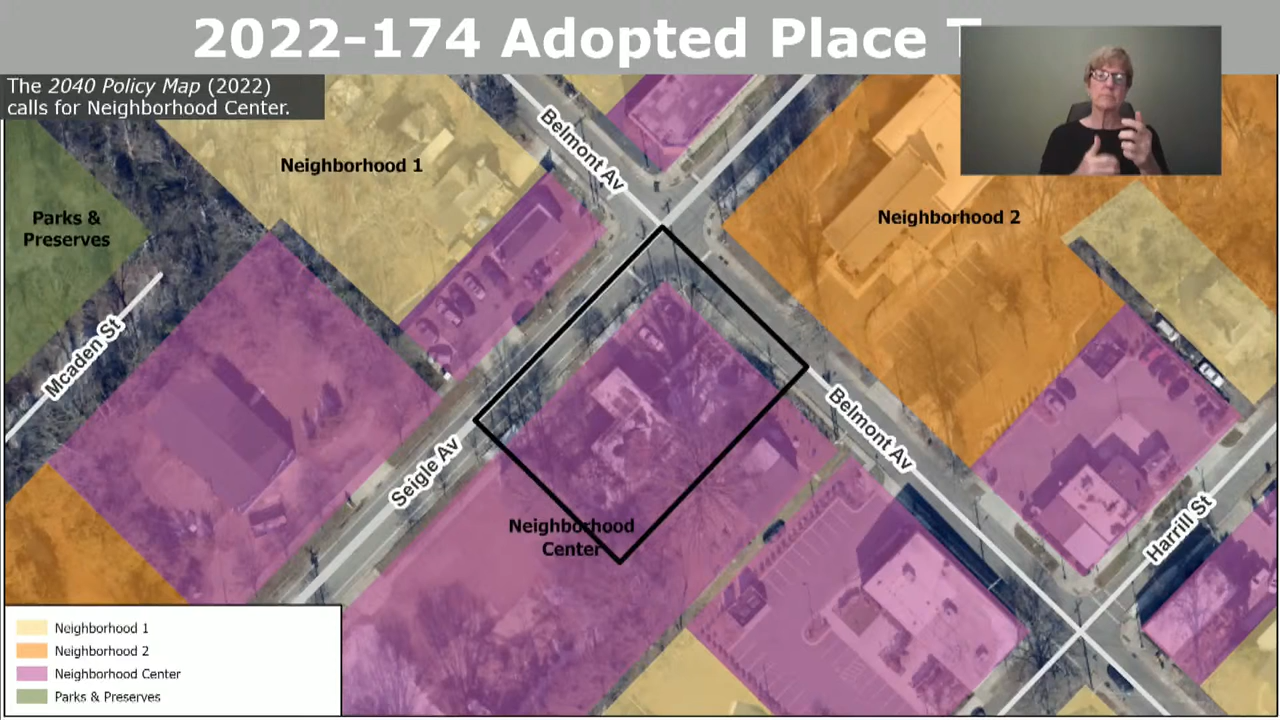 2022-174 Adopted Place
The 2040 Policy Map (2022)
calls for Neighborhood Center.
Belmont Av
Neighborhood 1
Parks &
Preserves
Neighborhood 2
Mcaden St
Seigle Av
Belmont Av
Neighborhood
Center
Harrill St
Neighborhood 1
Neighborhood 2
Neighborhood Center
Parks & Preserves